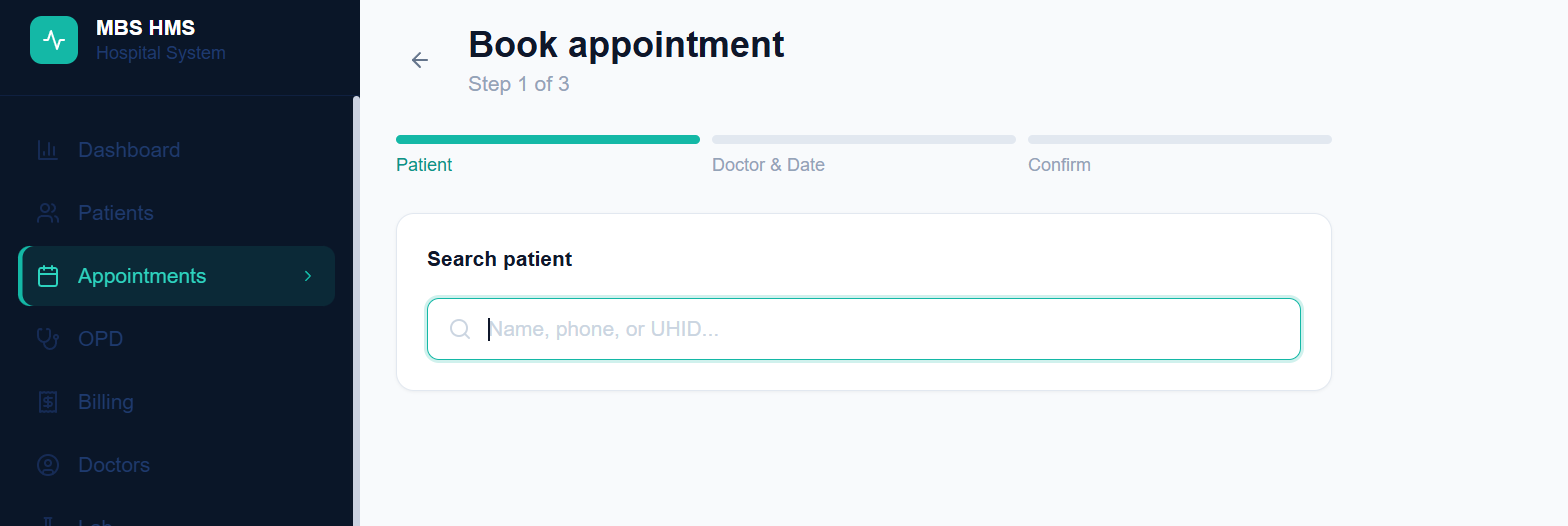 MBS HMS
Hospital System
Dashboard
Patients
Appointments
OPD
Billing
Doctors
Lab
Book appointment
Step 1 of 3
Patient
Doctor & Date
Confirm
Search patient
Name, phone, or UHID...